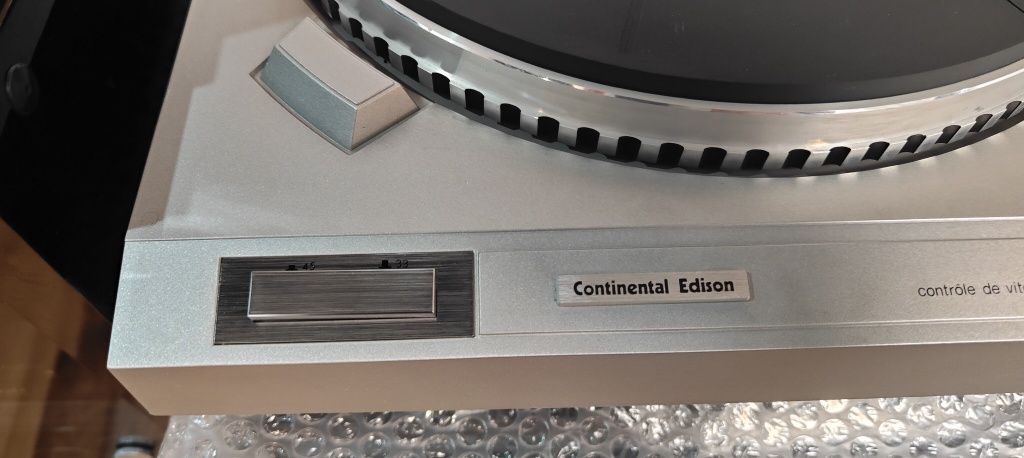 45 33
Continental Edison
contrôle de